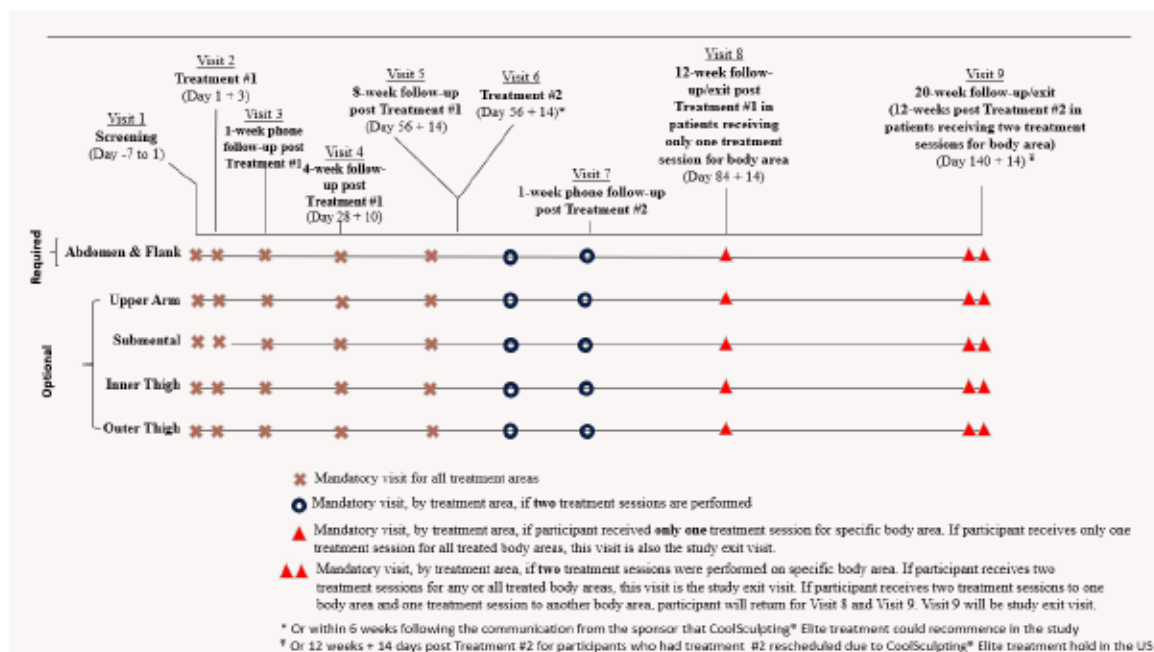 Visit 1
Screening
(Day -7 to 1)
Visit 2
Treatment #1
(Day 1 + 3)
Visit 3
1-week phone
follow-up post
Treatment #1
Visit 4
4-week follow-
up post
Treatment #1
(Day 28 + 10)
Visit 5
8-week follow-up
post Treatment #1
(Day 56 + 14)
Visit 6
Treatment #2
(Day 56 + 14)*
Visit 7
1-week phone follow-up
post Treatment #2
Visit 8
12-week follow-
up/exit post
Treatment #1 in
patients receiving
only one treatment
session for body area
(Day 84 + 14)
Visit 9
20-week follow-up/exit
(12-weeks post Treatment #2 in
patients receiving two treatment
sessions for body area)
(Day 140 + 14) ¥
Required
Abdomen & Flank
Optional
Upper Arm
Submental
Inner Thigh
Outer Thigh
Mandatory visit for all treatment areas
Mandatory visit, by treatment area, if two treatment sessions are performed
Mandatory visit, by treatment area, if participant received only one treatment session for specific body area. If participant receives only one
treatment session for all treated body areas, this visit is also the study exit visit.
Mandatory visit, by treatment area, if two treatment sessions were performed on specific body area. If participant receives two
treatment sessions for any or all treated body areas, this visit is the study exit visit. If participant receives two treatment sessions to one
body area and one treatment session to another body area, participant will return for Visit 8 and Visit 9. Visit 9 will be study exit visit.
* Or within 6 weeks following the communication from the sponsor that CoolSculpting® Elite treatment could recommence in the study
¥ Or 12 weeks + 14 days post Treatment #2 for participants who had treatment #2 rescheduled due to CoolSculpting® Elite treatment hold in the US